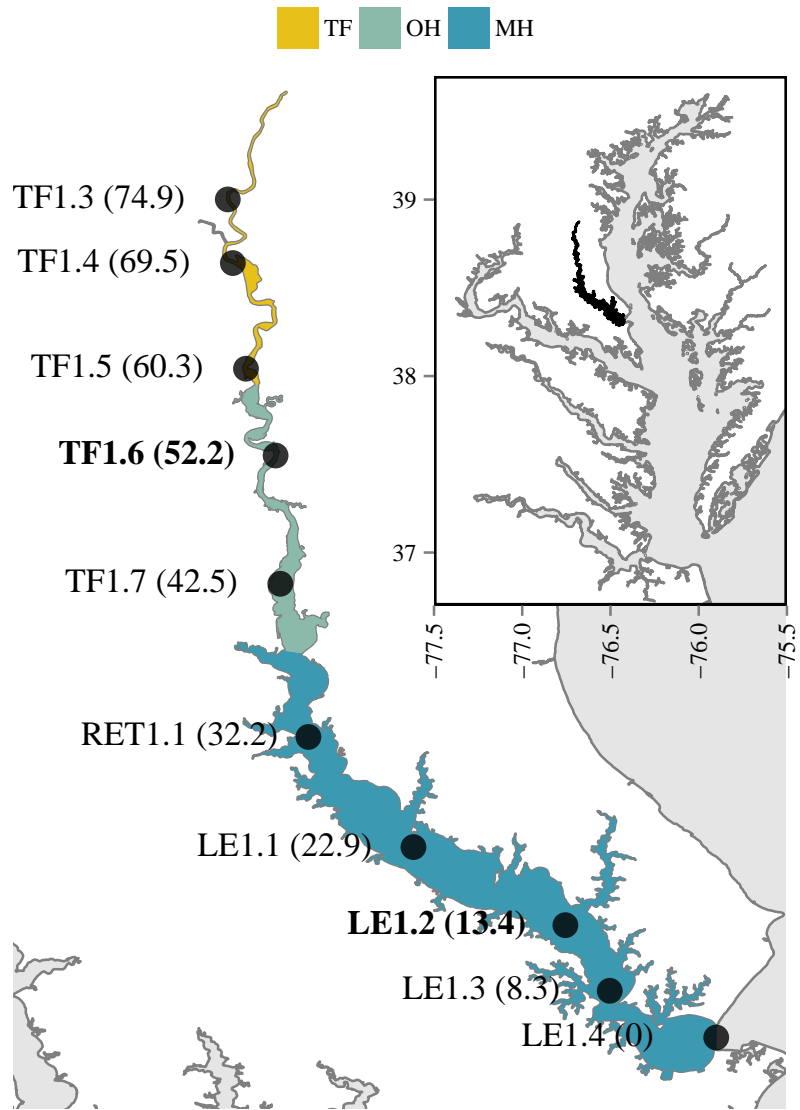 TF OH MH
TF1.3 (74.9)
TF1.4 (69.5)
TF1.5 (60.3)
TF1.6 (52.2)
TF1.7 (42.5)
RET1.1 (32.2)
LE1.1 (22.9)
LE1.2 (13.4)
LE1.3 (8.3)
LE1.4 (0)
39
38
37
−77.5
−77.0
−76.5
−76.0
−75.5